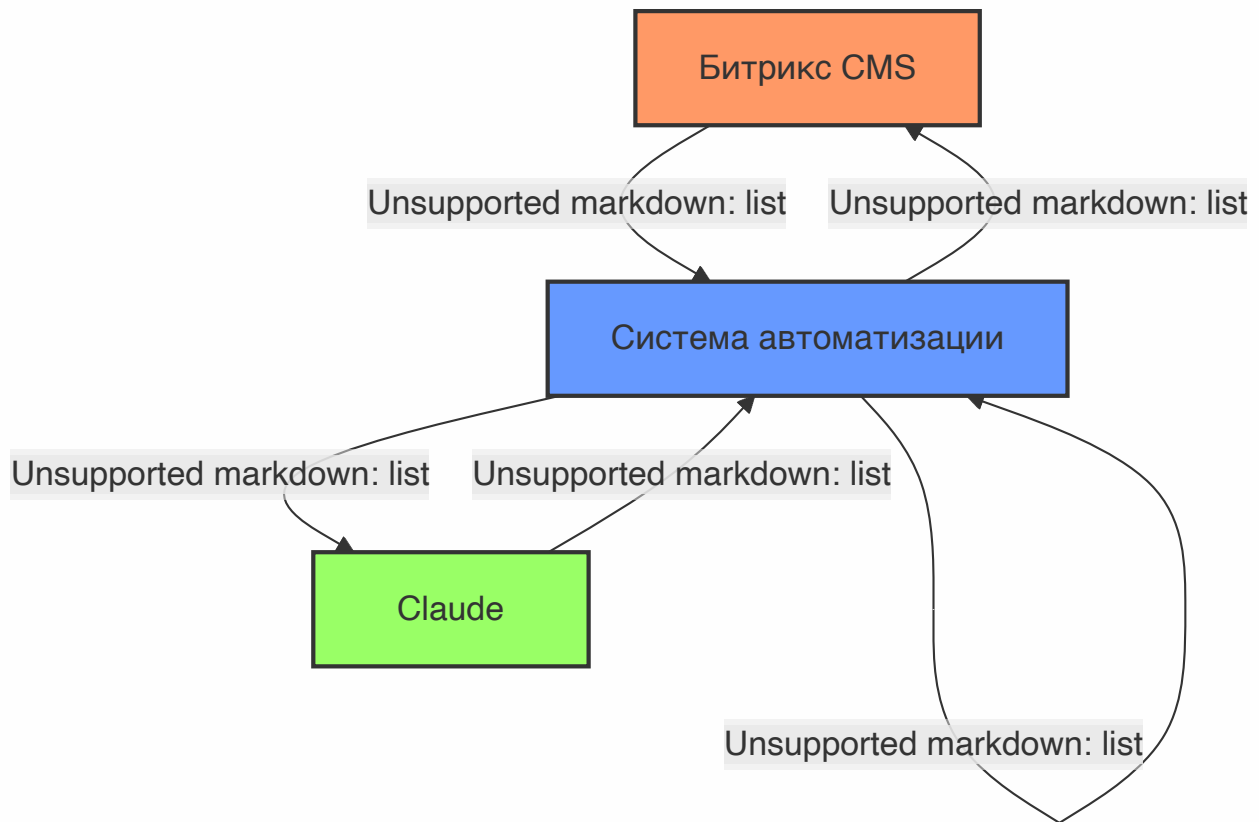 Битрикс CMS
Unsupported markdown: list
Unsupported markdown: list
Система автоматизации
Unsupported markdown: list
Unsupported markdown: list
Claude
Unsupported markdown: list